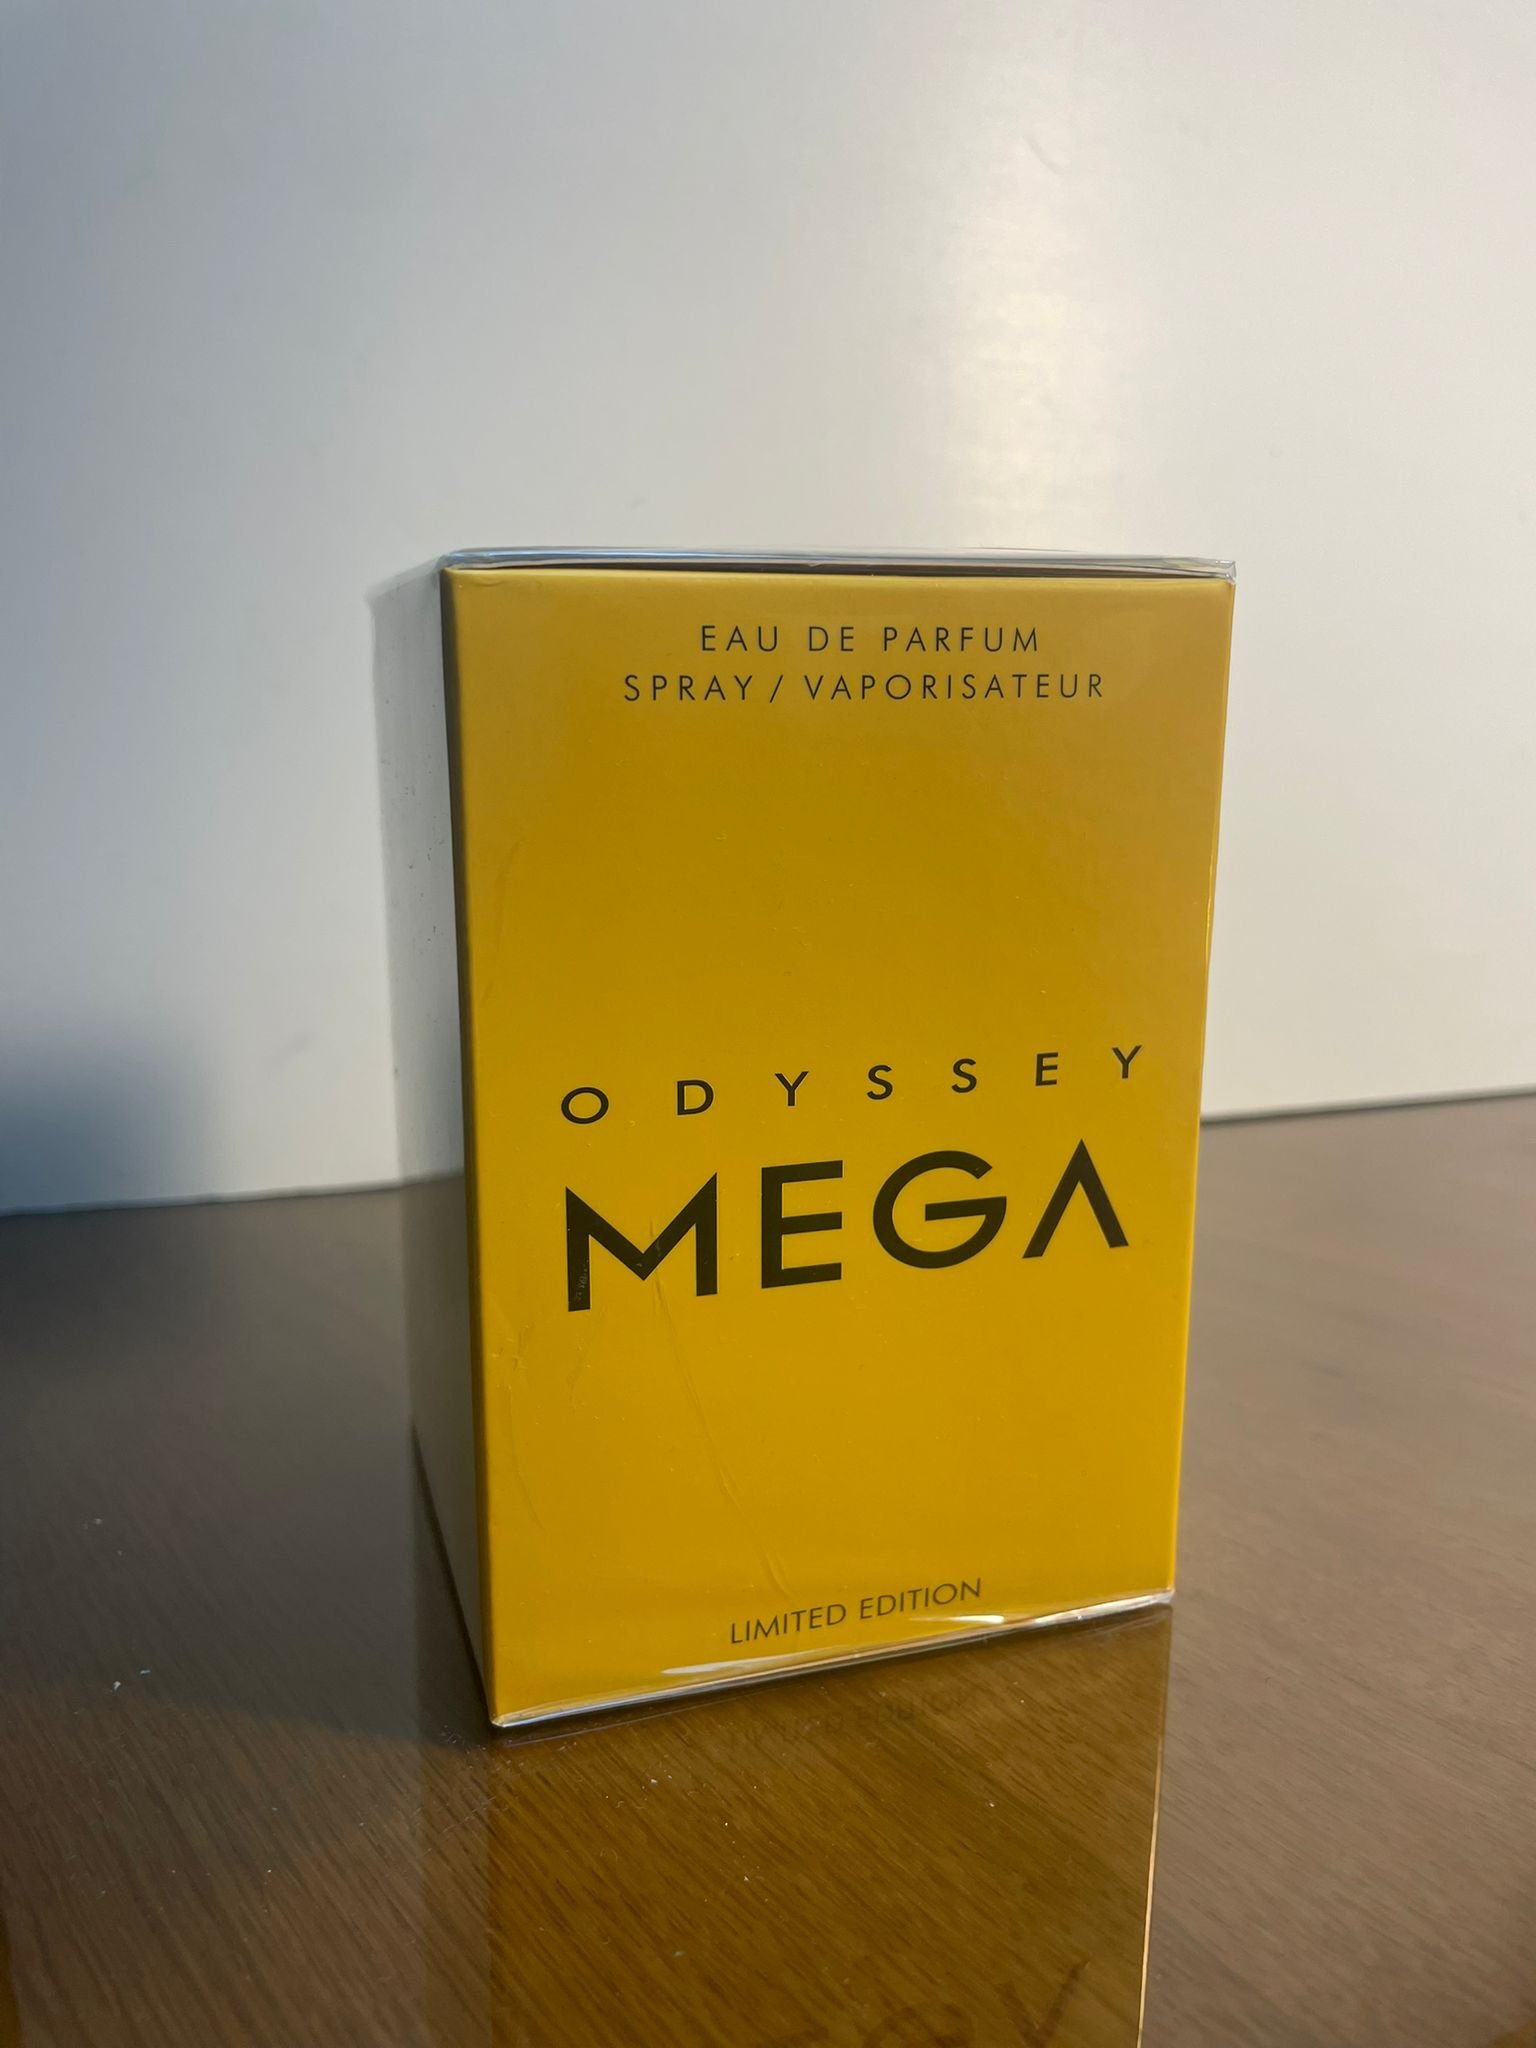 EAU DE PARFUM
SPRAY / VAPORISATEUR
ODYSSEY
MEGA
LIMITED EDITION